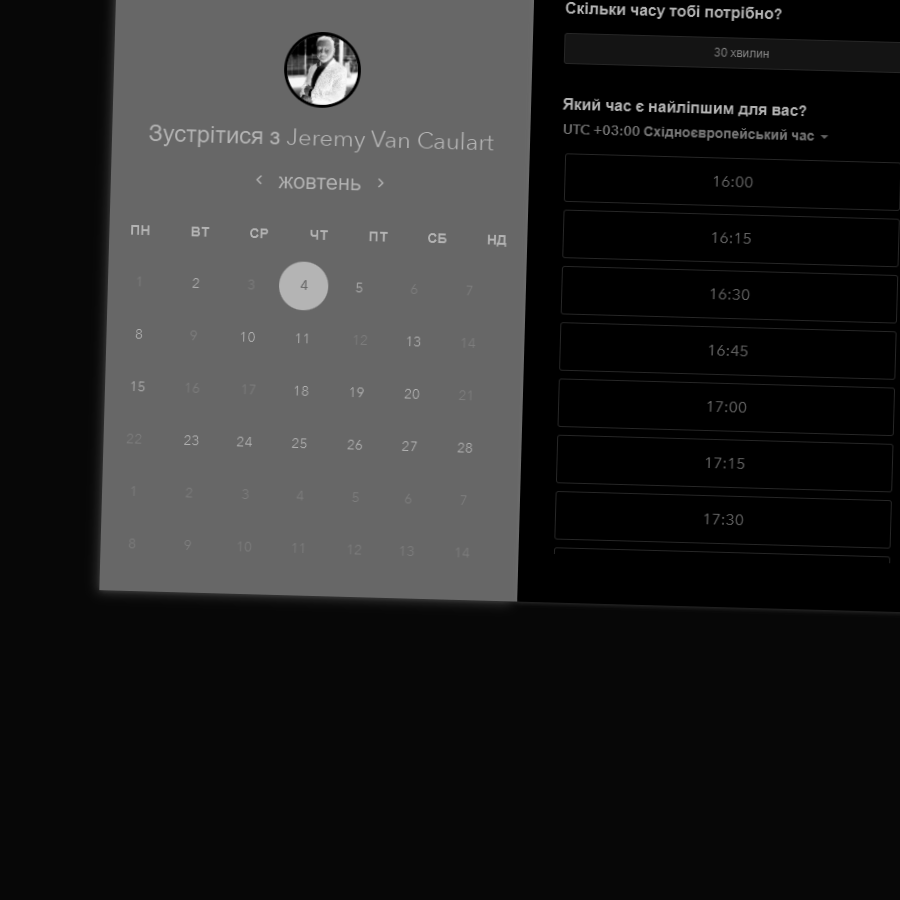 Зустрітися з Jeremy Van Caulart
жовтень
ПН ВТ СР ЧТ ПТ СБ НД
1 2 3 4 5 6 7
8 9 10 11 12 13 14
15 16 17 18 19 20 21
22 23 24 25 26 27 28
1 2 3 4 5 6 7
8 9 10 11 12 13 14
Скільки часу тобі потрібно?
30 хвилин
Який час є найліпшим для вас?
UTC +03:00 Східноєвропейський час
16:00
16:15
16:30
16:45
17:00
17:15
17:30